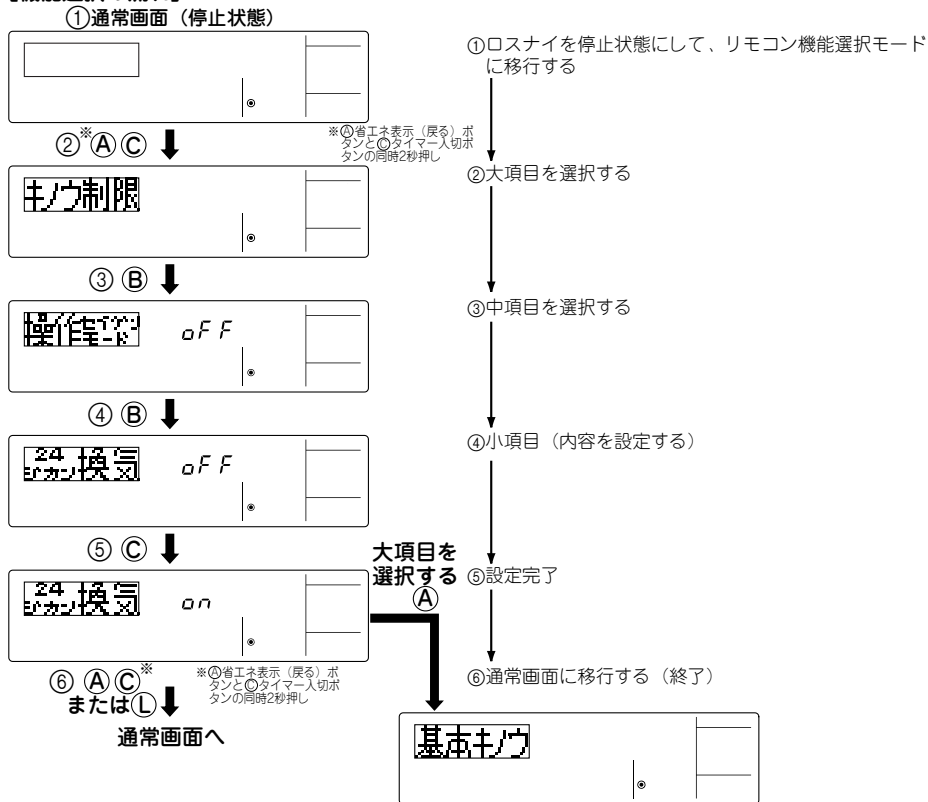 ①通常画面（停止状態）
②※ⒶⒸ
※Ⓐ省エネ表示（戻る）ボ
タンとⒸタイマー入切ボ
タンの同時2秒押し
キノウ制限
③ Ⓑ
操作セイゲン
モード oFF
④ Ⓑ
24
ジカン換気 oFF
⑤ Ⓒ
24
ジカン換気 on
大項目を
選択する
Ⓐ
⑥ ⒶⒸ※
またはⓁ
※Ⓐ省エネ表示（戻る）ボ
タンとⒸタイマー入切ボ
タンの同時2秒押し
通常画面へ
基本キノウ
①ロスナイを停止状態にして、リモコン機能選択モード
に移行する
②大項目を選択する
③中項目を選択する
④小項目（内容を設定する）
⑤設定完了
⑥通常画面に移行する（終了）